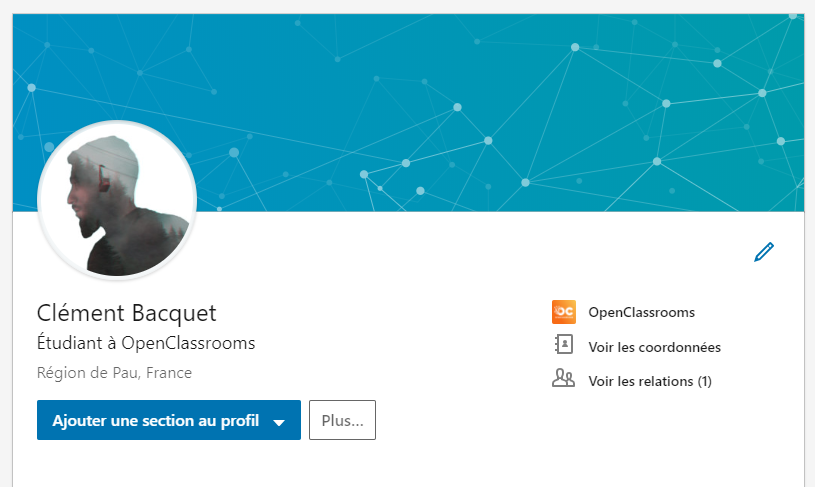 Clément Bacquet
Étudiant à OpenClassrooms
Région de Pau, France
Ajouter une section au profil
Plus...
OC
OpenClassrooms
Voir les coordonnées
Voir les relations (1)